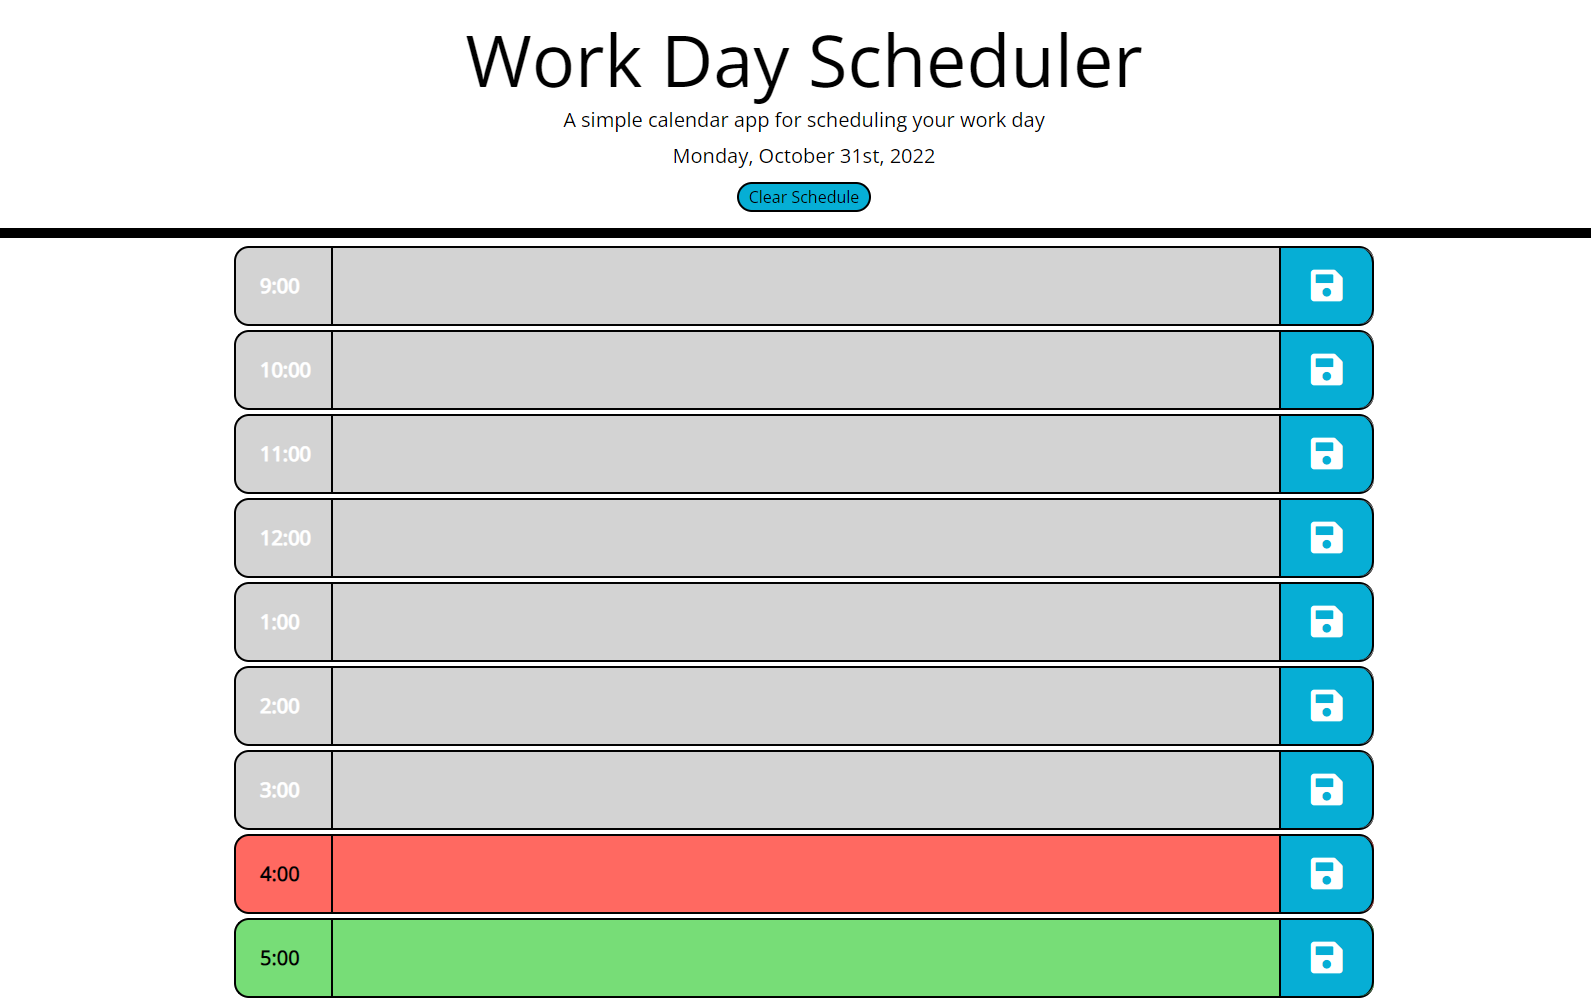 Work Day Scheduler
A simple calendar app for scheduling your work day
Monday, October 31st, 2022
Clear Schedule
9:00
10:00
11:00
12:00
1:00
2:00
3:00
4:00
5:00